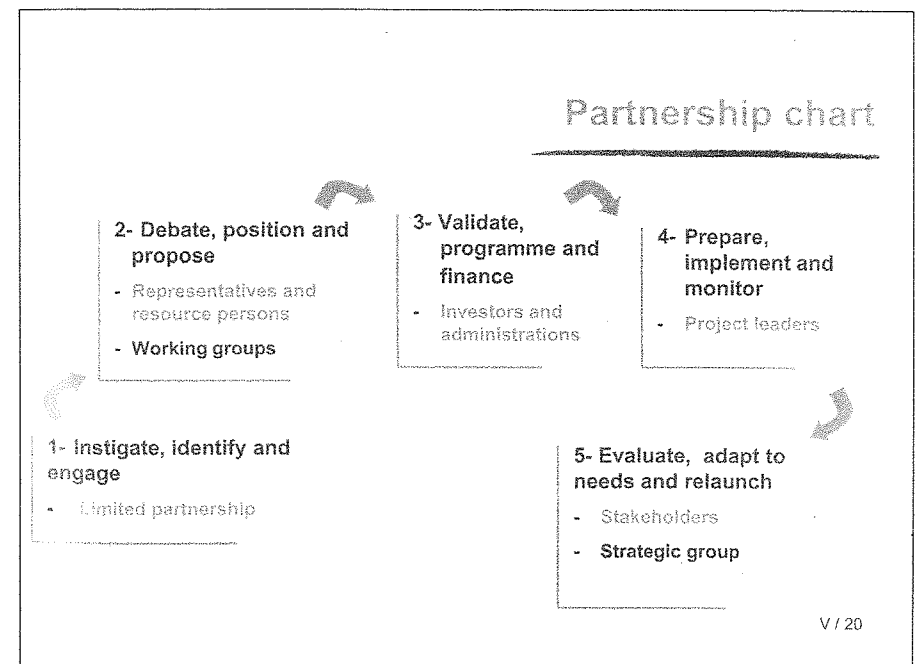 Partnership chart
2- Debate, position and
propose
- Representatives and
resource persons
- Working groups
3- Validate,
programme and
finance
- Investors and
administrations
4- Prepare,
implement and
monitor
- Project leaders
1- Instigate, identify and
engage
- Limited partnership
5- Evaluate, adapt to
needs and relaunch
- Stakeholders
- Strategic group
V / 20